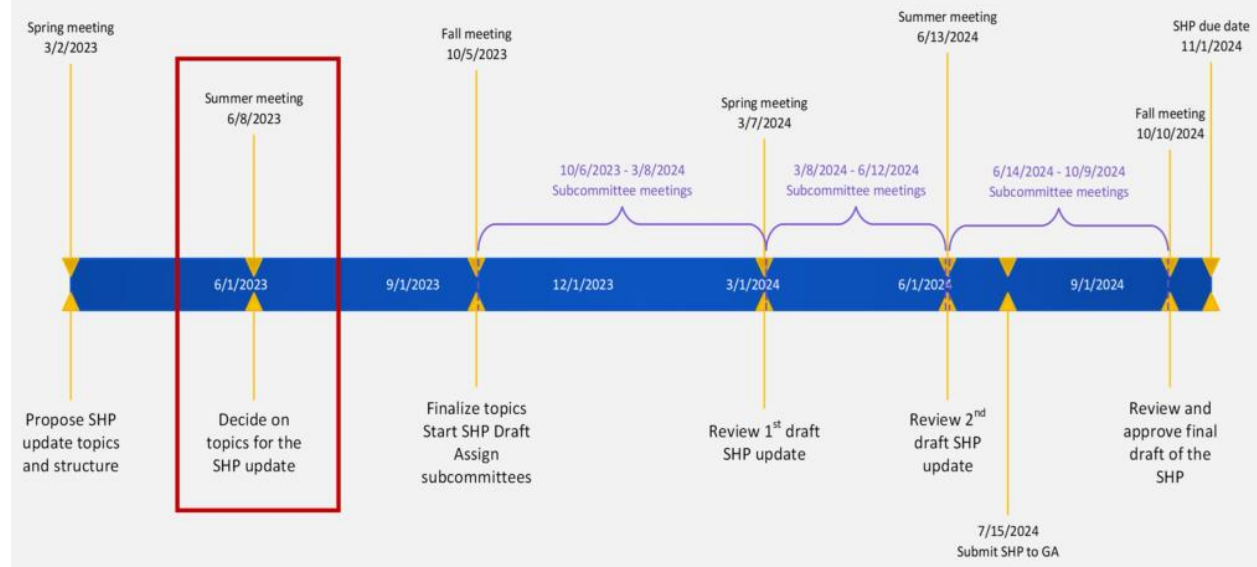 Spring meeting
3/2/2023
Summer meeting
6/8/2023
Fall meeting
10/5/2023
Spring meeting
3/7/2024
Summer meeting
6/13/2024
Fall meeting
10/10/2024
SHP due date
11/1/2024
10/6/2023 - 3/8/2024
Subcommittee meetings
3/8/2024 - 6/12/2024
Subcommittee meetings
6/14/2024 - 10/9/2024
Subcommittee meetings
6/1/2023
9/1/2023
12/1/2023
3/1/2024
6/1/2024
9/1/2024
Propose SHP
update topics
and structure
Decide on
topics for the
SHP update
Finalize topics
Start SHP Draft
Assign
subcommittees
Review 1st draft
SHP update
Review 2nd
draft SHP
update
Review and
approve final
draft of the
SHP
7/15/2024
Submit SHP to GA